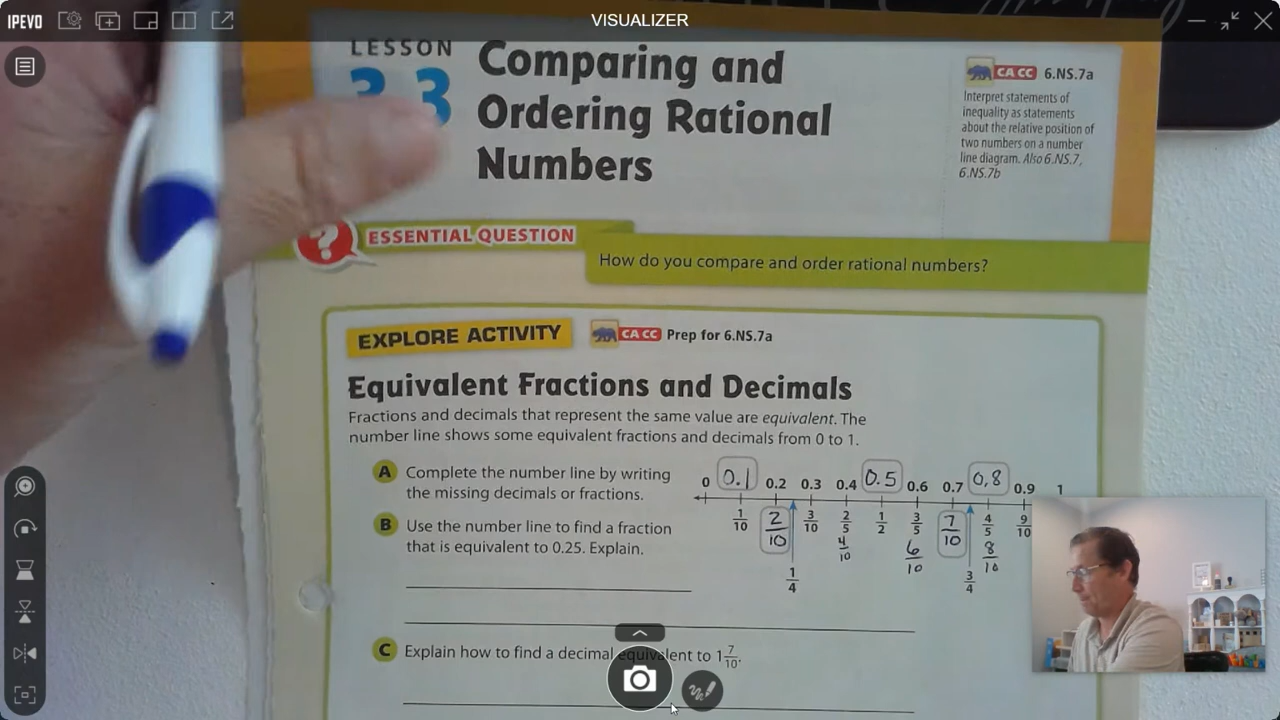 IPEVO
VISUALIZER
LESSON
3.3
Comparing and
Ordering Rational
Numbers
CA CC 6.NS.7a
Interpret statements of
inequality as statements
about the relative position of
two numbers on a number
line diagram. Also 6.NS.7,
6.NS.7b
? ESSENTIAL QUESTION
How do you compare and order rational numbers?
EXPLORE ACTIVITY
CA CC Prep for 6.NS.7a
Equivalent Fractions and Decimals
Fractions and decimals that represent the same value are equivalent. The
number line shows some equivalent fractions and decimals from 0 to 1.
A Complete the number line by writing
the missing decimals or fractions.
0 0.1 0.2 0.3 0.4 0.5 0.6 0.7 0.8 0.9 1
1/10 2/10 3/10 2/5 1/2 3/5 7/10 4/5 9/10
4/10 6/10 8/10
1/4 3/4
B Use the number line to find a fraction
that is equivalent to 0.25. Explain.
C Explain how to find a decimal equivalent to 1 7/10.